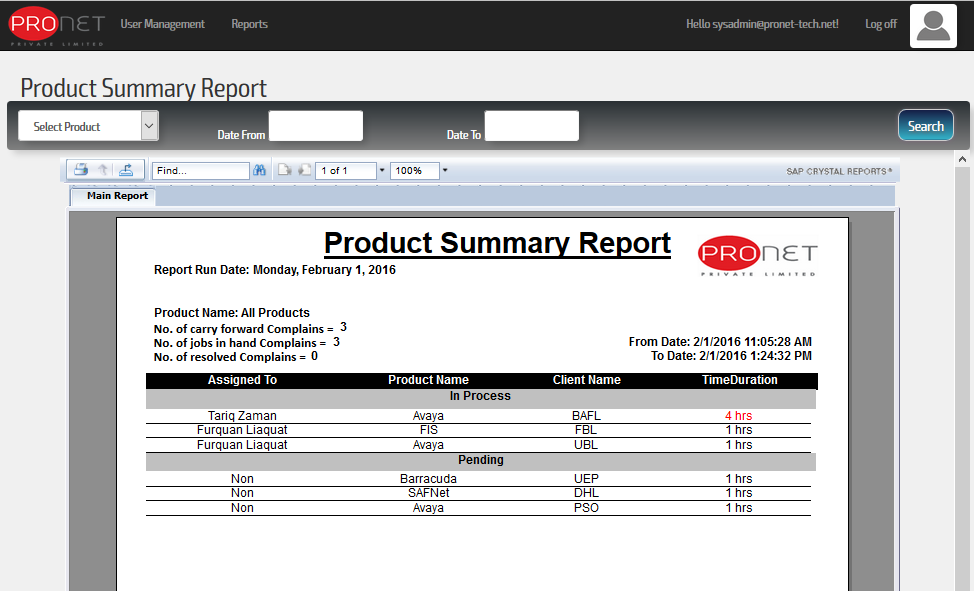 PRONET
PRIVATE LIMITED
User Management Reports Hello sysadmin@pronet-tech.net! Log off
Product Summary Report
Select Product Date From Date To Search
Find... 1 of 1 100% SAP CRYSTAL REPORTS®
Main Report
Product Summary Report
PRONET
PRIVATE LIMITED
Report Run Date: Monday, February 1, 2016
Product Name: All Products
No. of carry forward Complains = 3
No. of jobs in hand Complains = 3
No. of resolved Complains = 0
From Date: 2/1/2016 11:05:28 AM
To Date: 2/1/2016 1:24:32 PM
Assigned To Product Name Client Name TimeDuration
In Process
Tariq Zaman Avaya BAFL 4 hrs
Furquan Liaquat FIS FBL 1 hrs
Furquan Liaquat Avaya UBL 1 hrs
Pending
Non Barracuda UEP 1 hrs
Non SAFNet DHL 1 hrs
Non Avaya PSO 1 hrs